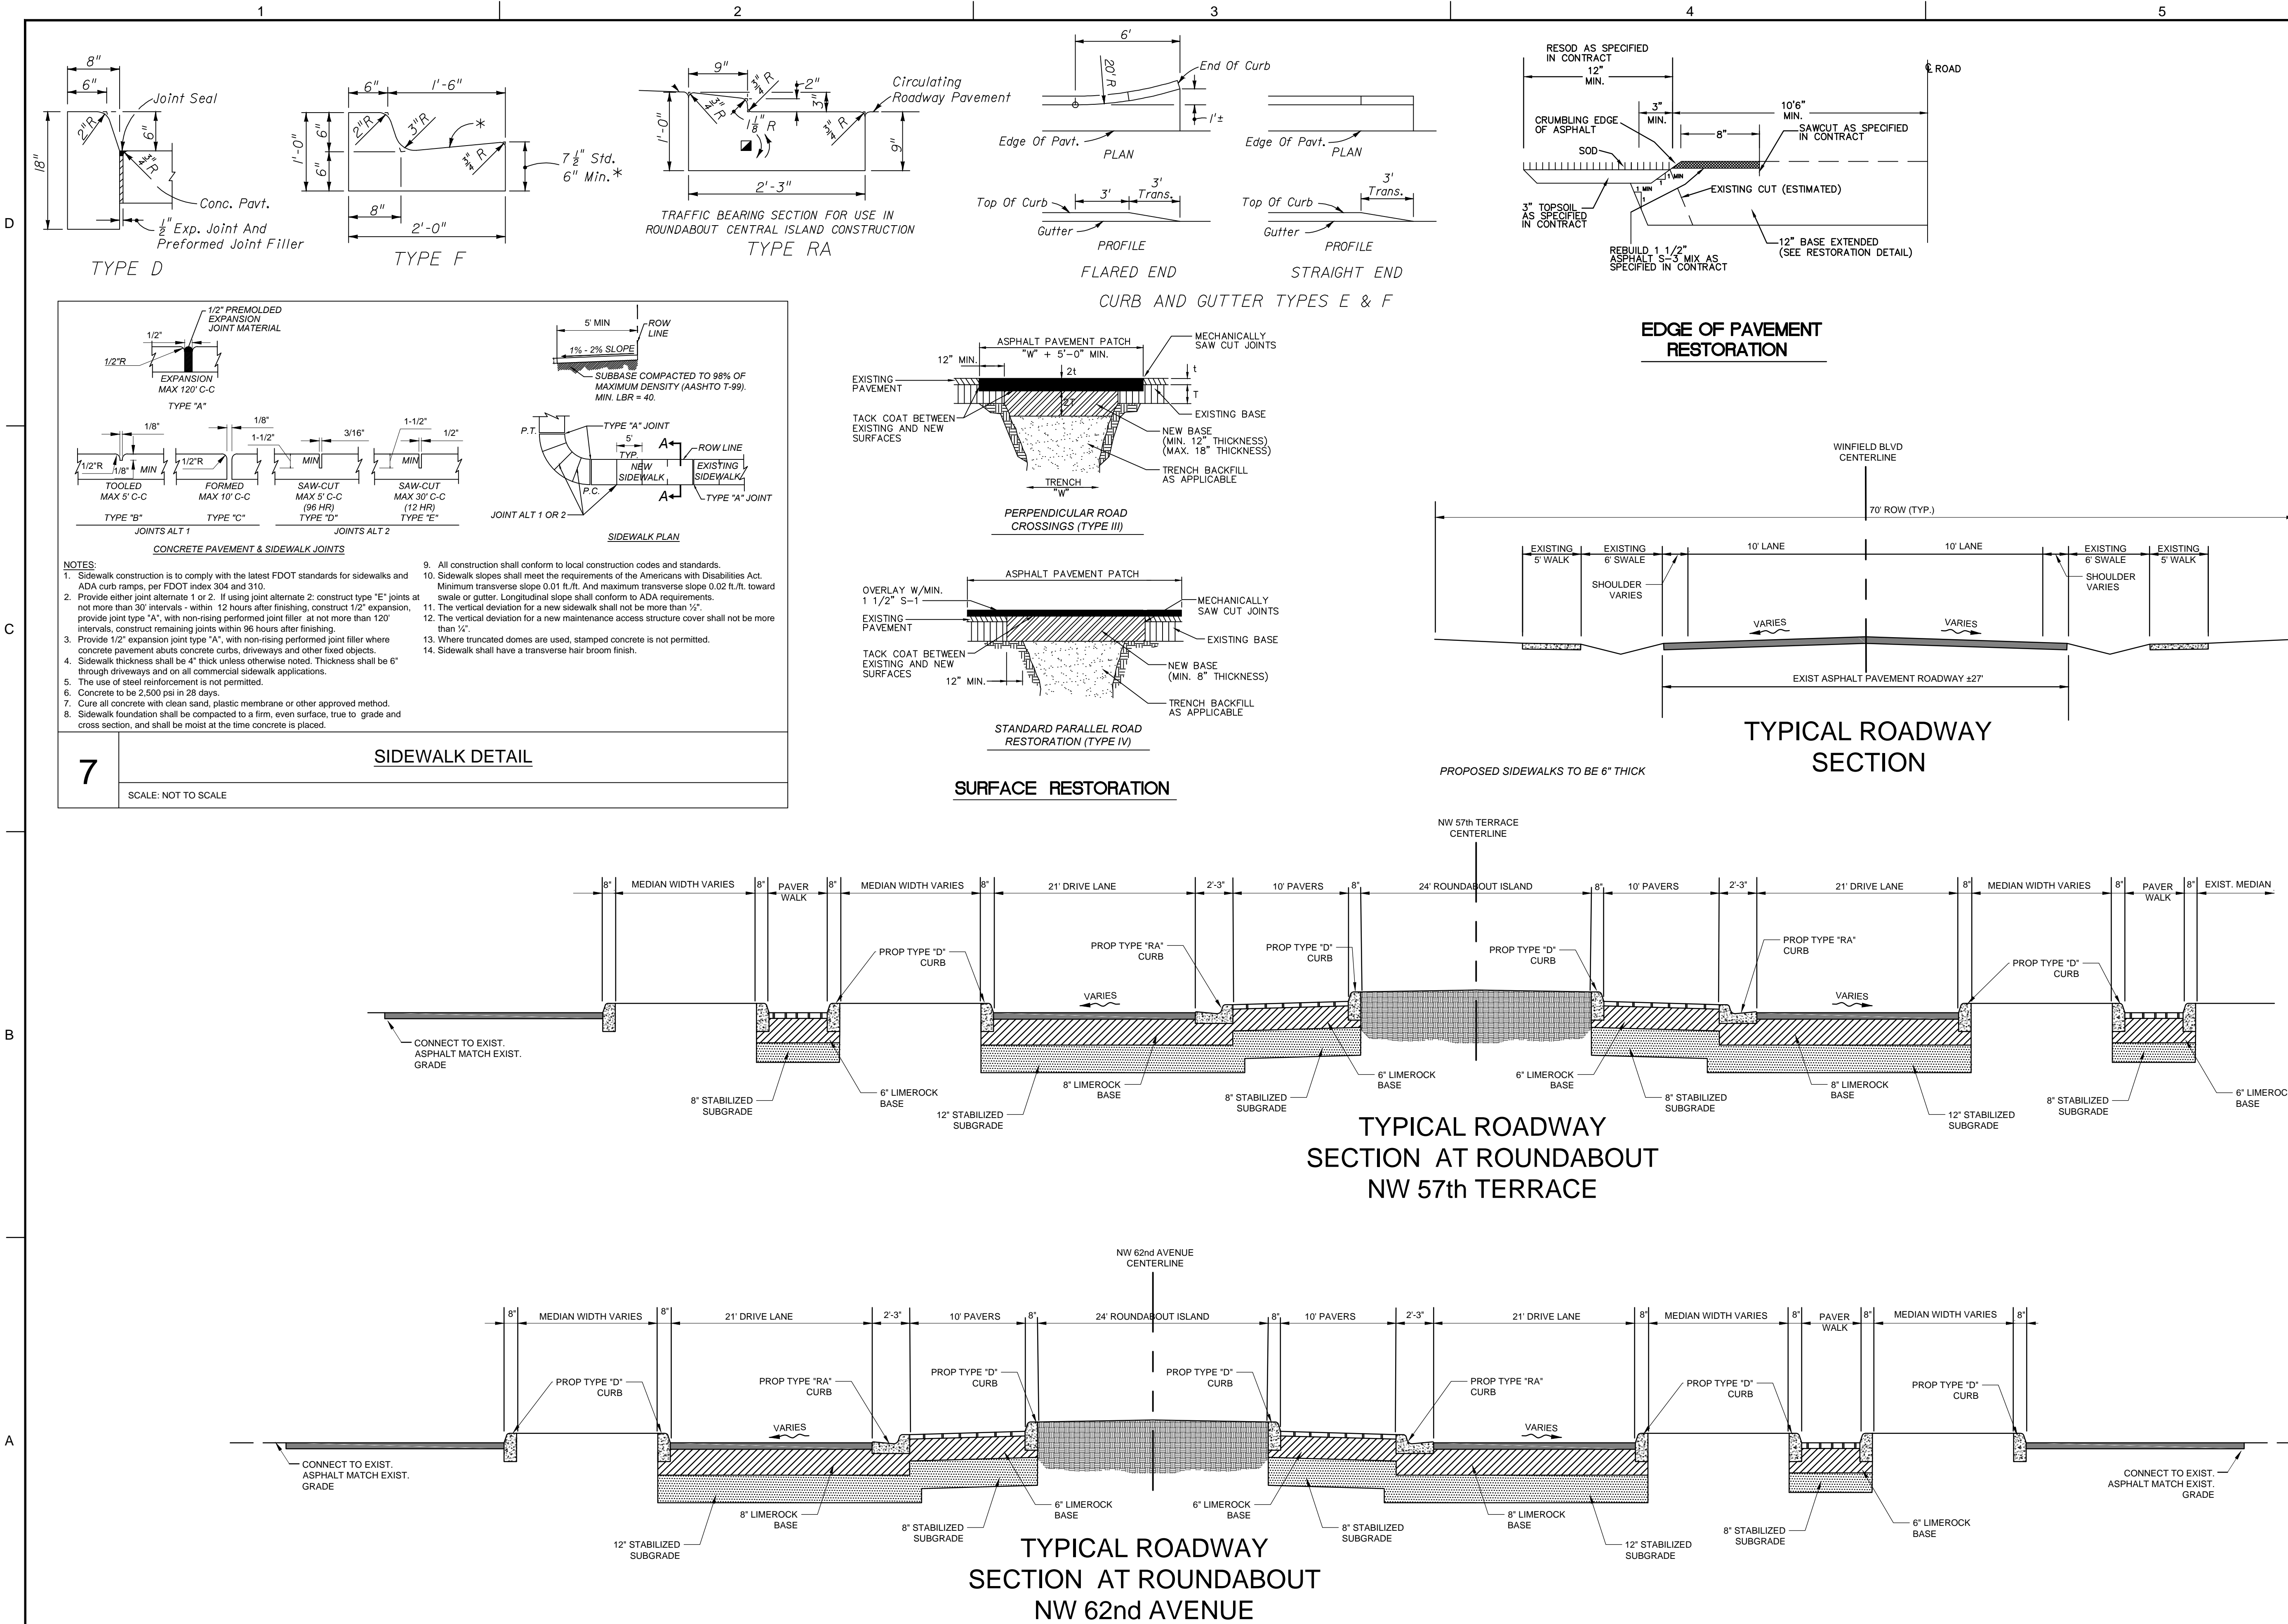 1
2
3
4
5
D
C
B
A
8"
6"
Joint Seal
2"R
6"
18"
3/4" R
Conc. Pavt.
1/2" Exp. Joint And
Preformed Joint Filler
TYPE D
6"
1'-6"
2"R
3"R
*
1'-0"
6"
6"
3/4" R
7 1/2" Std.
6" Min.*
8"
2'-0"
TYPE F
9"
2"
3/4" R
3"
Circulating
Roadway Pavement
3/4" R
1 1/8" R
3/4" R
1'-0"
9"
2'-3"
TRAFFIC BEARING SECTION FOR USE IN
ROUNDABOUT CENTRAL ISLAND CONSTRUCTION
TYPE RA
6'
20' R
End Of Curb
1'±
Edge Of Pavt.
PLAN
Edge Of Pavt.
PLAN
3'
3'
Trans.
Top Of Curb
Gutter
PROFILE
3'
Trans.
Top Of Curb
Gutter
PROFILE
FLARED END
STRAIGHT END
CURB AND GUTTER TYPES E & F
RESOD AS SPECIFIED
IN CONTRACT
12"
MIN.
℄ ROAD
3"
MIN.
10'6"
MIN.
CRUMBLING EDGE
OF ASPHALT
8"
SAWCUT AS SPECIFIED
IN CONTRACT
SOD
1 MIN
1
1 MIN
1
EXISTING CUT (ESTIMATED)
3" TOPSOIL
AS SPECIFIED
IN CONTRACT
12" BASE EXTENDED
(SEE RESTORATION DETAIL)
REBUILD 1 1/2"
ASPHALT S-3 MIX AS
SPECIFIED IN CONTRACT
EDGE OF PAVEMENT
RESTORATION
1/2" PREMOLDED
EXPANSION
JOINT MATERIAL
1/2"
1/2"R
EXPANSION
MAX 120' C-C
TYPE "A"
5' MIN
ROW
LINE
1% - 2% SLOPE
SUBBASE COMPACTED TO 98% OF
MAXIMUM DENSITY (AASHTO T-99).
MIN. LBR = 40.
1/8"
1/2"R
1/8"
MIN
TOOLED
MAX 5' C-C
TYPE "B"
1/8"
1/2"R
FORMED
MAX 10' C-C
TYPE "C"
1-1/2"
3/16"
MIN
SAW-CUT
MAX 5' C-C
(96 HR)
TYPE "D"
1-1/2"
1/2"
MIN
SAW-CUT
MAX 30' C-C
(12 HR)
TYPE "E"
JOINTS ALT 1
JOINTS ALT 2
CONCRETE PAVEMENT & SIDEWALK JOINTS
P.T.
TYPE "A" JOINT
5'
TYP.
A
ROW LINE
NEW
SIDEWALK
EXISTING
SIDEWALK
P.C.
A
TYPE "A" JOINT
JOINT ALT 1 OR 2
SIDEWALK PLAN
NOTES:
1. Sidewalk construction is to comply with the latest FDOT standards for sidewalks and
ADA curb ramps, per FDOT index 304 and 310.
2. Provide either joint alternate 1 or 2. If using joint alternate 2: construct type "E" joints at
not more than 30' intervals - within 12 hours after finishing, construct 1/2" expansion,
provide joint type "A", with non-rising performed joint filler at not more than 120'
intervals, construct remaining joints within 96 hours after finishing.
3. Provide 1/2" expansion joint type "A", with non-rising performed joint filler where
concrete pavement abuts concrete curbs, driveways and other fixed objects.
4. Sidewalk thickness shall be 4" thick unless otherwise noted. Thickness shall be 6"
through driveways and on all commercial sidewalk applications.
5. The use of steel reinforcement is not permitted.
6. Concrete to be 2,500 psi in 28 days.
7. Cure all concrete with clean sand, plastic membrane or other approved method.
8. Sidewalk foundation shall be compacted to a firm, even surface, true to grade and
cross section, and shall be moist at the time concrete is placed.
9. All construction shall conform to local construction codes and standards.
10. Sidewalk slopes shall meet the requirements of the Americans with Disabilities Act.
Minimum transverse slope 0.01 ft./ft. And maximum transverse slope 0.02 ft./ft. toward
swale or gutter. Longitudinal slope shall conform to ADA requirements.
11. The vertical deviation for a new sidewalk shall not be more than ½".
12. The vertical deviation for a new maintenance access structure cover shall not be more
than ¼".
13. Where truncated domes are used, stamped concrete is not permitted.
14. Sidewalk shall have a transverse hair broom finish.
7
SIDEWALK DETAIL
SCALE: NOT TO SCALE
ASPHALT PAVEMENT PATCH
"W" + 5'-0" MIN.
MECHANICALLY
SAW CUT JOINTS
12" MIN.
2t
t
EXISTING
PAVEMENT
T
2T
EXISTING BASE
TACK COAT BETWEEN
EXISTING AND NEW
SURFACES
NEW BASE
(MIN. 12" THICKNESS)
(MAX. 18" THICKNESS)
TRENCH BACKFILL
AS APPLICABLE
TRENCH
"W"
PERPENDICULAR ROAD
CROSSINGS (TYPE III)
ASPHALT PAVEMENT PATCH
OVERLAY W/MIN.
1 1/2" S-1
MECHANICALLY
SAW CUT JOINTS
EXISTING
PAVEMENT
EXISTING BASE
TACK COAT BETWEEN
EXISTING AND NEW
SURFACES
NEW BASE
(MIN. 8" THICKNESS)
12" MIN.
TRENCH BACKFILL
AS APPLICABLE
STANDARD PARALLEL ROAD
RESTORATION (TYPE IV)
SURFACE RESTORATION
WINFIELD BLVD
CENTERLINE
70' ROW (TYP.)
EXISTING
5' WALK
EXISTING
6' SWALE
10' LANE
10' LANE
EXISTING
6' SWALE
EXISTING
5' WALK
SHOULDER
VARIES
SHOULDER
VARIES
VARIES
VARIES
EXIST ASPHALT PAVEMENT ROADWAY ±27'
TYPICAL ROADWAY
SECTION
PROPOSED SIDEWALKS TO BE 6" THICK
NW 57th TERRACE
CENTERLINE
8"
MEDIAN WIDTH VARIES
8"
PAVER
WALK
8"
MEDIAN WIDTH VARIES
8"
21' DRIVE LANE
2'-3"
10' PAVERS
8"
24' ROUNDABOUT ISLAND
8"
10' PAVERS
2'-3"
21' DRIVE LANE
8"
MEDIAN WIDTH VARIES
8"
PAVER
WALK
8"
EXIST. MEDIAN
PROP TYPE "D"
CURB
PROP TYPE "RA"
CURB
PROP TYPE "D"
CURB
PROP TYPE "D"
CURB
PROP TYPE "RA"
CURB
PROP TYPE "D"
CURB
VARIES
VARIES
CONNECT TO EXIST.
ASPHALT MATCH EXIST.
GRADE
8" STABILIZED
SUBGRADE
6" LIMEROCK
BASE
12" STABILIZED
SUBGRADE
8" LIMEROCK
BASE
8" STABILIZED
SUBGRADE
6" LIMEROCK
BASE
6" LIMEROCK
BASE
8" STABILIZED
SUBGRADE
8" LIMEROCK
BASE
12" STABILIZED
SUBGRADE
8" STABILIZED
SUBGRADE
6" LIMEROC
BASE
TYPICAL ROADWAY
SECTION AT ROUNDABOUT
NW 57th TERRACE
NW 62nd AVENUE
CENTERLINE
8"
MEDIAN WIDTH VARIES
8"
21' DRIVE LANE
2'-3"
10' PAVERS
8"
24' ROUNDABOUT ISLAND
8"
10' PAVERS
2'-3"
21' DRIVE LANE
8"
MEDIAN WIDTH VARIES
8"
PAVER
WALK
8"
MEDIAN WIDTH VARIES
8"
PROP TYPE "D"
CURB
PROP TYPE "RA"
CURB
PROP TYPE "D"
CURB
PROP TYPE "D"
CURB
PROP TYPE "RA"
CURB
PROP TYPE "D"
CURB
PROP TYPE "D"
CURB
VARIES
VARIES
CONNECT TO EXIST.
ASPHALT MATCH EXIST.
GRADE
12" STABILIZED
SUBGRADE
8" LIMEROCK
BASE
8" STABILIZED
SUBGRADE
6" LIMEROCK
BASE
6" LIMEROCK
BASE
8" STABILIZED
SUBGRADE
8" LIMEROCK
BASE
12" STABILIZED
SUBGRADE
8" STABILIZED
SUBGRADE
6" LIMEROCK
BASE
CONNECT TO EXIST.
ASPHALT MATCH EXIST.
GRADE
TYPICAL ROADWAY
SECTION AT ROUNDABOUT
NW 62nd AVENUE